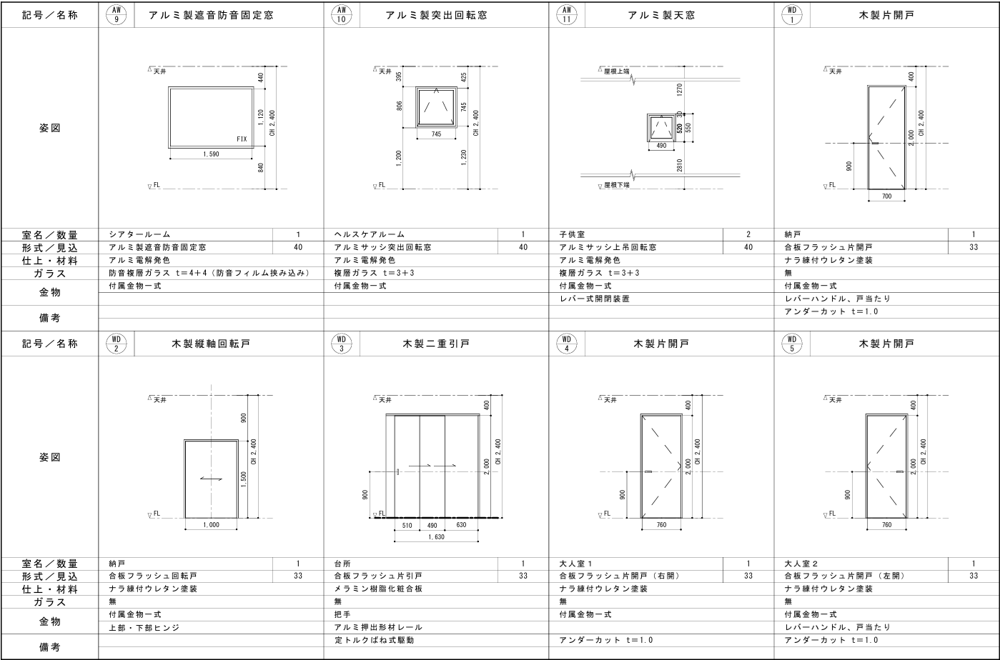 記号／名称
AW 9
アルミ製遮音防音固定窓
AW 10
アルミ製突出回転窓
AW 11
アルミ製天窓
WD 1
木製片開戸
姿図
天井
440
1,120
CH 2,400
FIX
1,590
840
FL
天井
395
425
806
745
CH 2,400
745
1,200
1,230
FL
屋根上端
1270
30
520
550
490
2810
屋根下端
天井
400
2,000
CH 2,400
900
FL
700
室名／数量
シアタールーム
1
ヘルスケアルーム
1
子供室
2
納戸
1
形式／見込
アルミ製遮音防音固定窓
40
アルミサッシ突出回転窓
40
アルミサッシ上吊回転窓
40
合板フラッシュ片開戸
33
仕上・材料
アルミ電解発色
アルミ電解発色
アルミ電解発色
ナラ練付ウレタン塗装
ガラス
防音複層ガラス t＝4＋4（防音フィルム挟み込み）
複層ガラス t＝3＋3
複層ガラス t＝3＋3
無
金物
付属金物一式
付属金物一式
付属金物一式
付属金物一式
レバー式開閉装置
レバーハンドル、戸当たり
備考
アンダーカット t＝1.0
記号／名称
WD 2
木製縦軸回転戸
WD 3
木製二重引戸
WD 4
木製片開戸
WD 5
木製片開戸
姿図
天井
900
CH 2,400
1,500
FL
1,000
天井
400
CH 2,400
2,000
900
FL
510
490
630
1,630
天井
400
CH 2,400
2,000
900
FL
760
天井
400
CH 2,400
2,000
900
FL
760
室名／数量
納戸
1
台所
1
大人室１
1
大人室２
1
形式／見込
合板フラッシュ回転戸
33
合板フラッシュ片引戸
33
合板フラッシュ片開戸（右開）
33
合板フラッシュ片開戸（左開）
33
仕上・材料
ナラ練付ウレタン塗装
メラミン樹脂化粧合板
ナラ練付ウレタン塗装
ナラ練付ウレタン塗装
ガラス
無
無
無
無
金物
付属金物一式
把手
付属金物一式
付属金物一式
上部・下部ヒンジ
アルミ押出形材レール
レバーハンドル、戸当たり
備考
定トルクばね式駆動
アンダーカット t＝1.0
アンダーカット t＝1.0